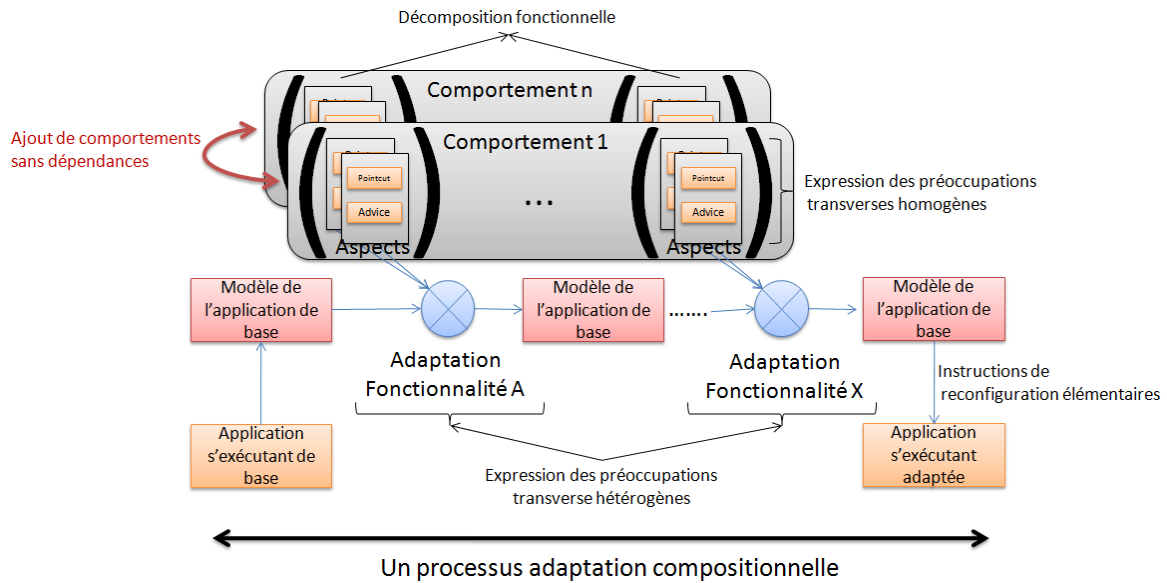 Décomposition fonctionnelle
Comportement n
Ajout de comportements
sans dépendances
Comportement 1
Pointcut
Advice
Aspects
...
Pointcut
Advice
Aspects
Expression des préoccupations
transverses homogènes
Modèle de
l'application de
base
Modèle de
l'application de
base
.......
Modèle de
l'application de
base
Adaptation
Fonctionnalité A
Adaptation
Fonctionnalité X
Instructions de
reconfiguration élémentaires
Application
s'exécutant de
base
Application
s'exécutant
adaptée
Expression des préoccupations
transverse hétérogènes
Un processus adaptation compositionnelle